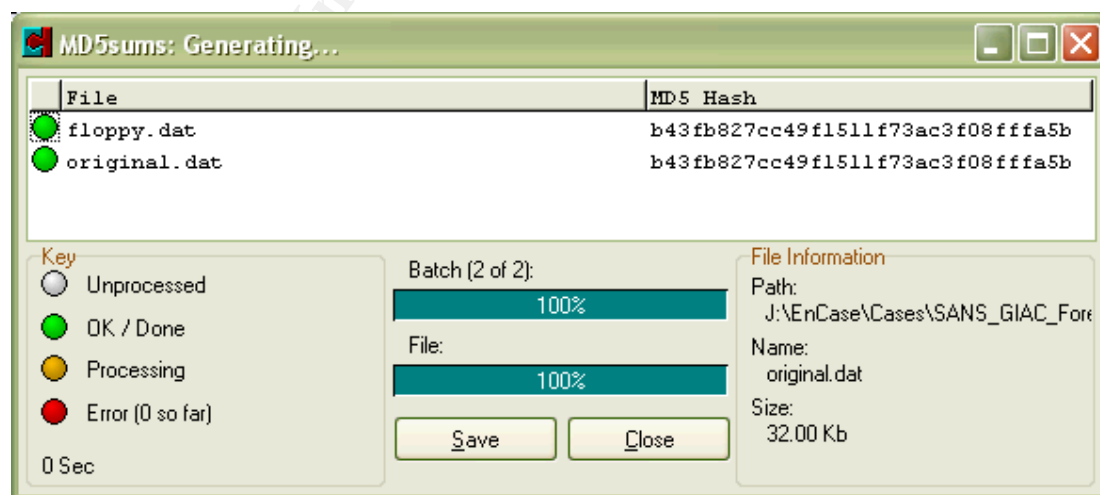 MD5sums: Generating...
File MD5 Hash
floppy.dat b43fb827cc49f1511f73ac3f08fffa5b
original.dat b43fb827cc49f1511f73ac3f08fffa5b
Key
Unprocessed
OK / Done
Processing
Error (0 so far)
0 Sec
Batch (2 of 2):
100%
File:
100%
Save Close
File Information
Path:
J:\EnCase\Cases\SANS_GIAC_Fore
Name:
original.dat
Size:
32.00 Kb